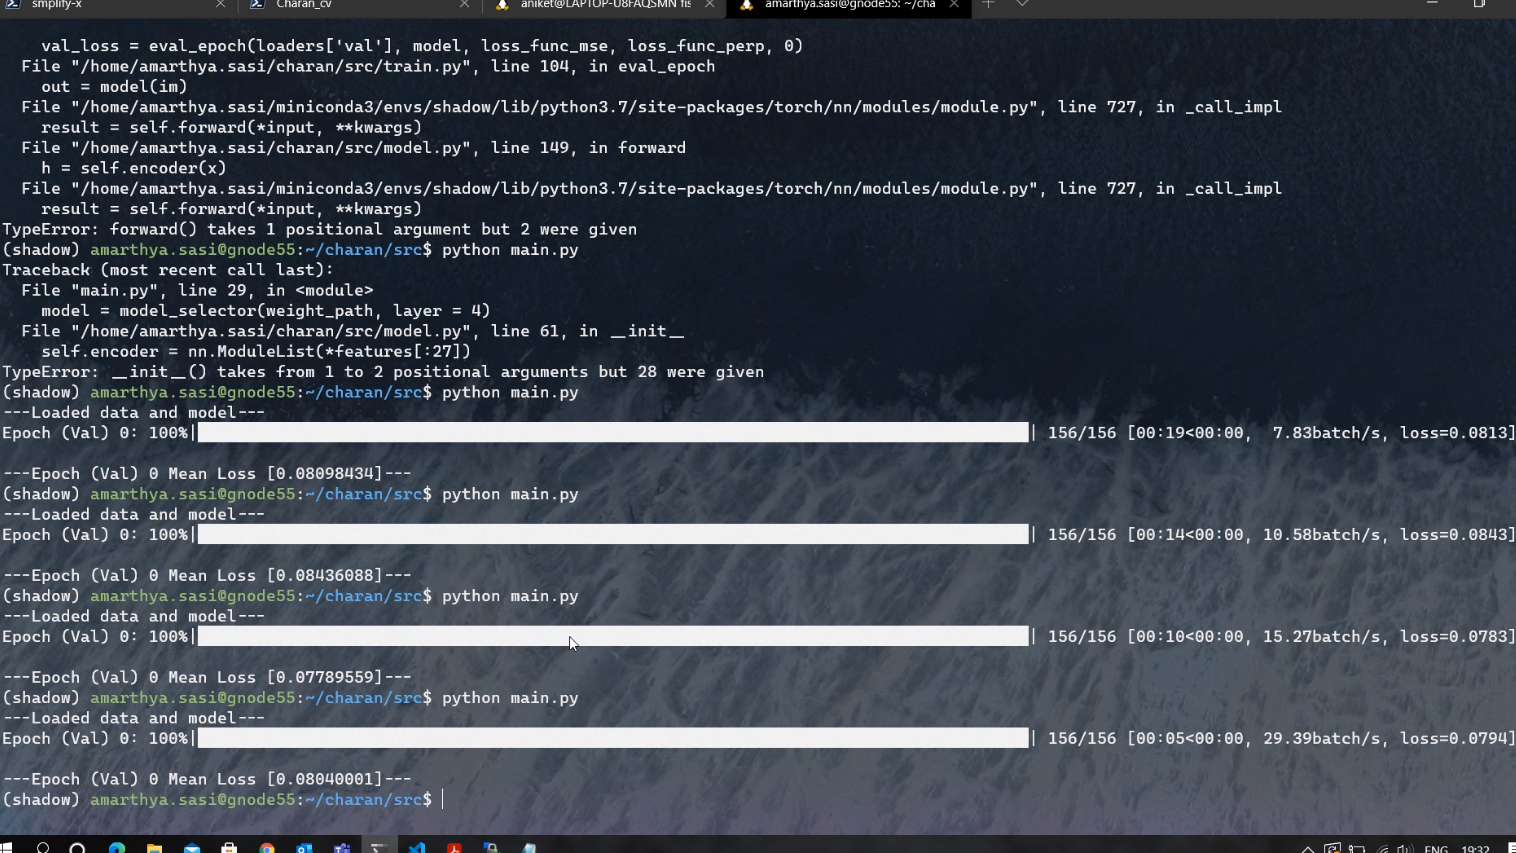 smplify-x
Charan_cv
aniket@LAPTOP-U8FAQSMN fis
amarthya.sasi@gnode55: ~/cha
val_loss = eval_epoch(loaders['val'], model, loss_func_mse, loss_func_perp, 0)
File "/home/amarthya.sasi/charan/src/train.py", line 104, in eval_epoch
out = model(im)
File "/home/amarthya.sasi/miniconda3/envs/shadow/lib/python3.7/site-packages/torch/nn/modules/module.py", line 727, in _call_impl
result = self.forward(*input, **kwargs)
File "/home/amarthya.sasi/charan/src/model.py", line 149, in forward
h = self.encoder(x)
File "/home/amarthya.sasi/miniconda3/envs/shadow/lib/python3.7/site-packages/torch/nn/modules/module.py", line 727, in _call_impl
result = self.forward(*input, **kwargs)
TypeError: forward() takes 1 positional argument but 2 were given
(shadow) amarthya.sasi@gnode55:~/charan/src$ python main.py
Traceback (most recent call last):
File "main.py", line 29, in <module>
model = model_selector(weight_path, layer = 4)
File "/home/amarthya.sasi/charan/src/model.py", line 61, in __init__
self.encoder = nn.ModuleList(*features[:27])
TypeError: __init__() takes from 1 to 2 positional arguments but 28 were given
(shadow) amarthya.sasi@gnode55:~/charan/src$ python main.py
---Loaded data and model---
Epoch (Val) 0: 100%| | 156/156 [00:19<00:00, 7.83batch/s, loss=0.0813]
---Epoch (Val) 0 Mean Loss [0.08098434]---
(shadow) amarthya.sasi@gnode55:~/charan/src$ python main.py
---Loaded data and model---
Epoch (Val) 0: 100%| | 156/156 [00:14<00:00, 10.58batch/s, loss=0.0843]
---Epoch (Val) 0 Mean Loss [0.08436088]---
(shadow) amarthya.sasi@gnode55:~/charan/src$ python main.py
---Loaded data and model---
Epoch (Val) 0: 100%| | 156/156 [00:10<00:00, 15.27batch/s, loss=0.0783]
---Epoch (Val) 0 Mean Loss [0.07789559]---
(shadow) amarthya.sasi@gnode55:~/charan/src$ python main.py
---Loaded data and model---
Epoch (Val) 0: 100%| | 156/156 [00:05<00:00, 29.39batch/s, loss=0.0794]
---Epoch (Val) 0 Mean Loss [0.08040001]---
(shadow) amarthya.sasi@gnode55:~/charan/src$
ENG 19:32